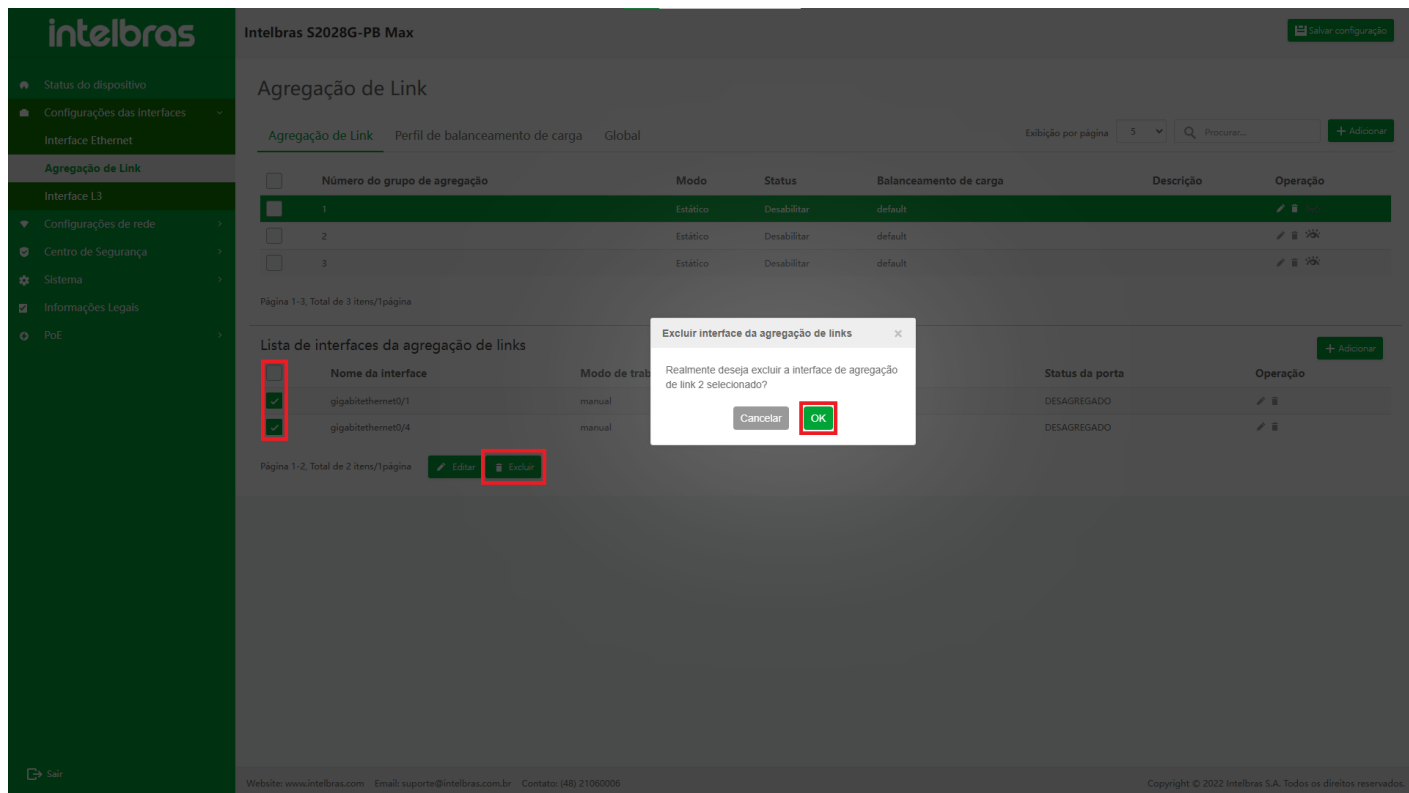 intelbras
Intelbras S2028G-PB Max
Salvar configuração
Status do dispositivo
Configurações das Interfaces
Interface Ethernet
Agregação de Link
Interface L3
Configurações de rede
Centro de Segurança
Sistema
Informações Legais
PoE
Sair
Agregação de Link
Agregação de Link Perfil de balanceamento de carga Global
Exibição por página 5 Procurar... + Adicionar
Número do grupo de agregação Modo Status Balanceamento de carga Descrição Operação
1 Estático Desabilitar default
2 Estático Desabilitar default
3 Estático Desabilitar default
Página 1-3, Total de 3 itens/1página
Lista de interfaces da agregação de links
+ Adicionar
Nome da interface Modo de trab Status da porta Operação
gigabitethernet0/1 manual DESAGREGADO
gigabitethernet0/4 manual DESAGREGADO
Página 1-2, Total de 2 itens/1página Editar Excluir
Excluir interface da agregação de links ×
Realmente deseja excluir a interface de agregação
de link 2 selecionado?
Cancelar OK
Website: www.intelbras.com Email: suporte@intelbras.com.br Contato: (48) 21060006
Copyright © 2022 Intelbras S.A. Todos os direitos reservados.